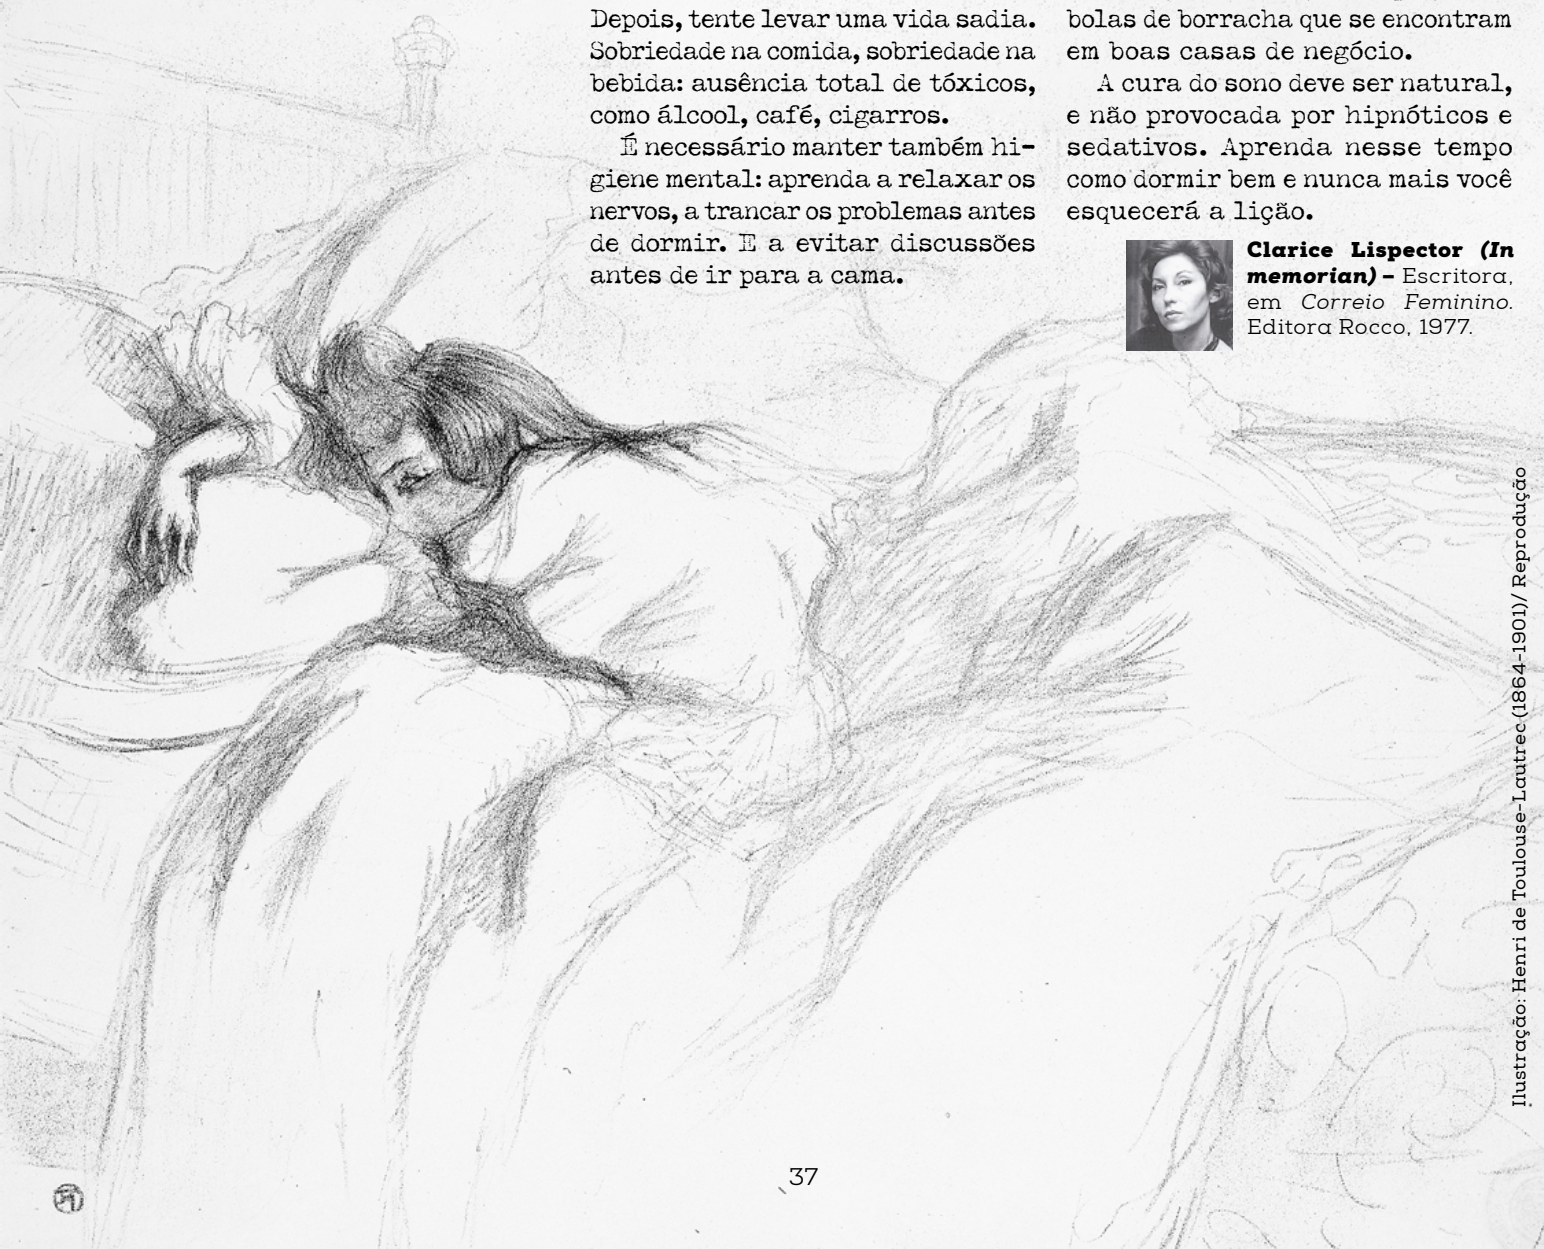 Depois, tente levar uma vida sadia.
Sobriedade na comida, sobriedade na
bebida: ausência total de tóxicos,
como álcool, café, cigarros.
É necessário manter também hi-
giene mental: aprenda a relaxar os
nervos, a trancar os problemas antes
de dormir. E a evitar discussões
antes de ir para a cama.
bolas de borracha que se encontram
em boas casas de negócio.
A cura do sono deve ser natural,
e não provocada por hipnóticos e
sedativos. Aprenda nesse tempo
como dormir bem e nunca mais você
esquecerá a lição.
Clarice Lispector (In
memorian) – Escritora,
em Correio Feminino.
Editora Rocco, 1977.
Ilustração: Henri de Toulouse-Lautrec (1864-1901)/ Reprodução
37